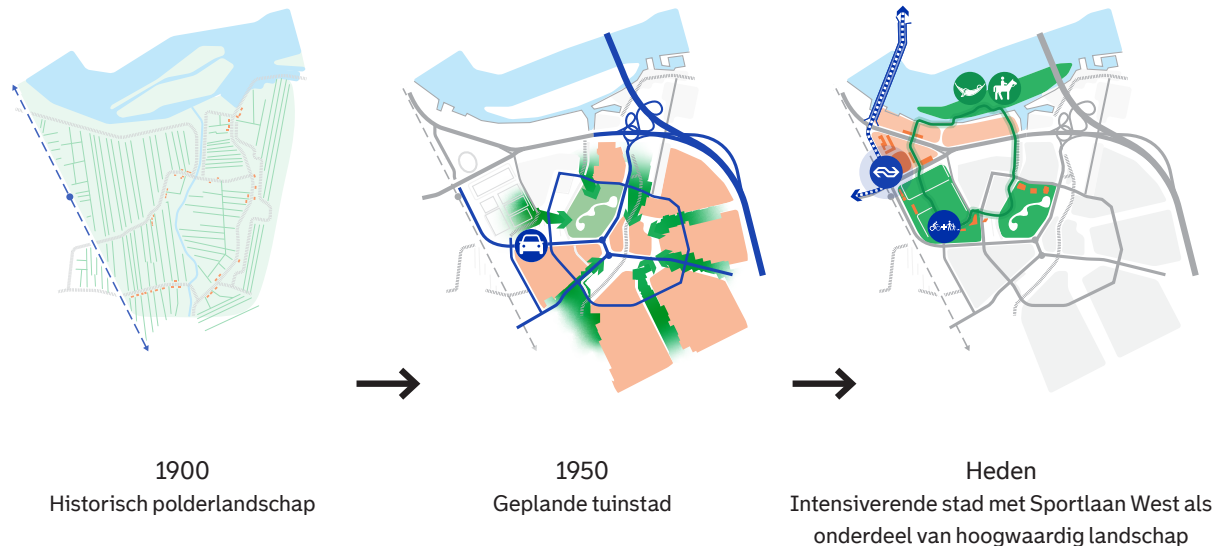 1900
Historisch polderlandschap
1950
Geplande tuinstad
Heden
Intensiverende stad met Sportlaan West als
onderdeel van hoogwaardig landschap